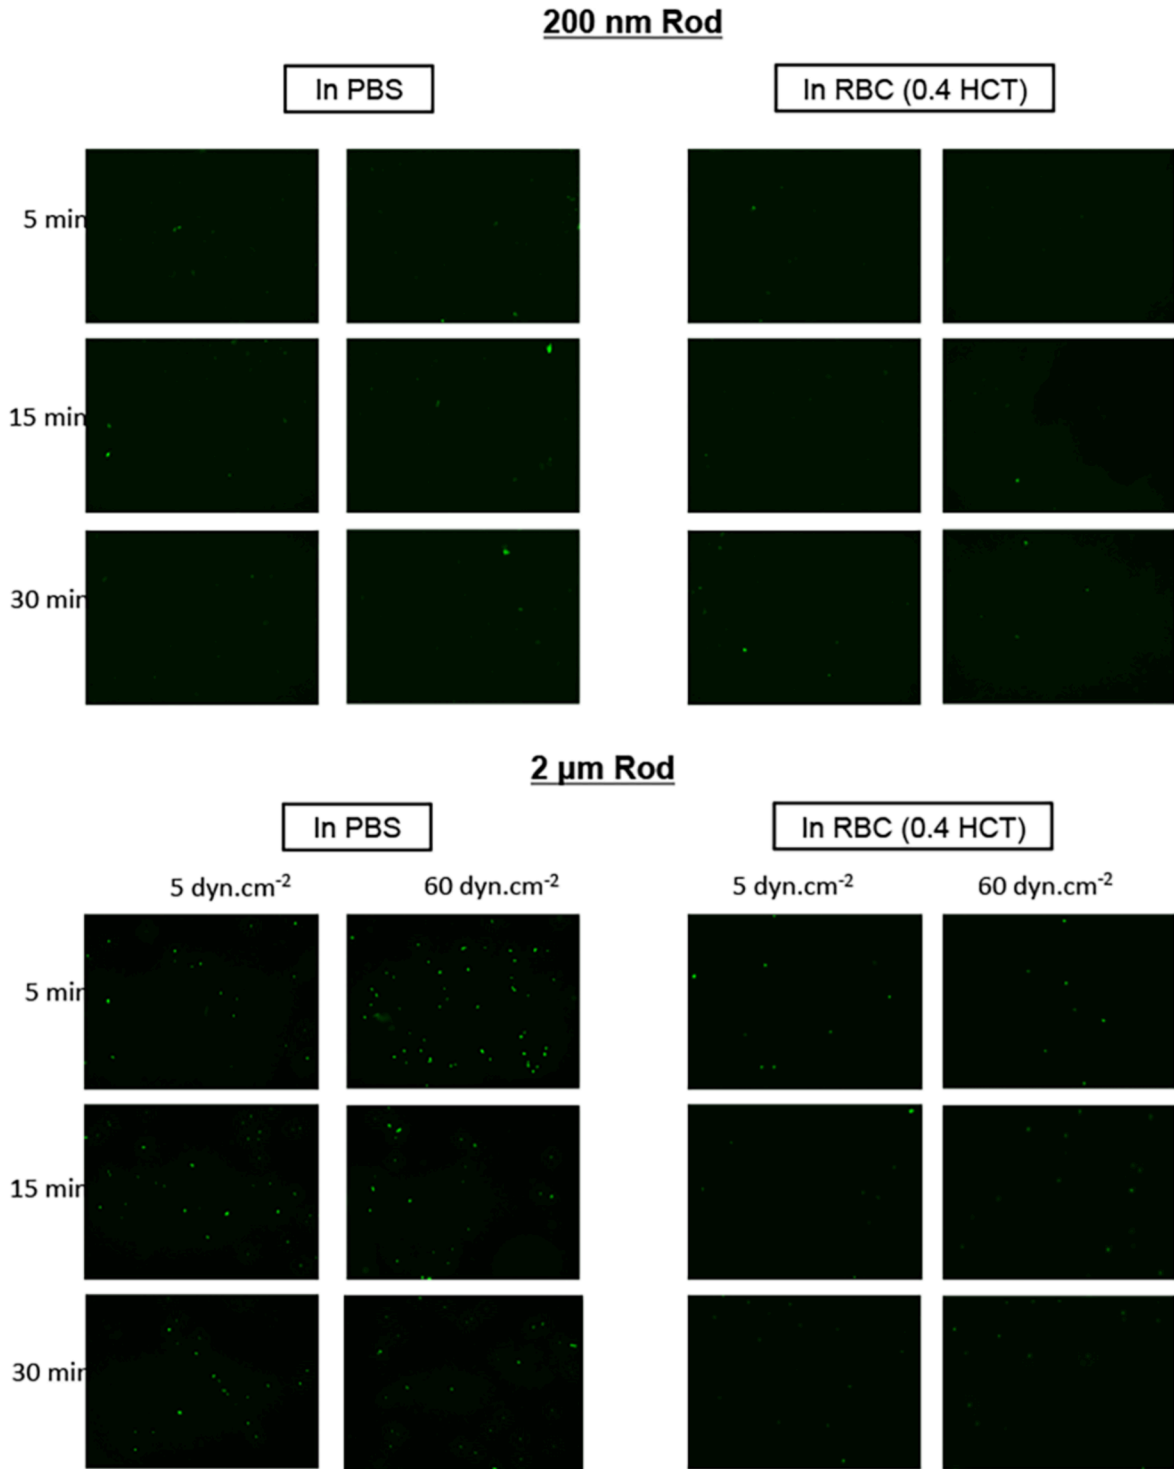 200 nm Rod
In PBS
In RBC (0.4 HCT)
5 min
15 min
30 min
2 µm Rod
In PBS
In RBC (0.4 HCT)
5 dyn.cm⁻² 60 dyn.cm⁻² 5 dyn.cm⁻² 60 dyn.cm⁻²
5 min
15 min
30 min